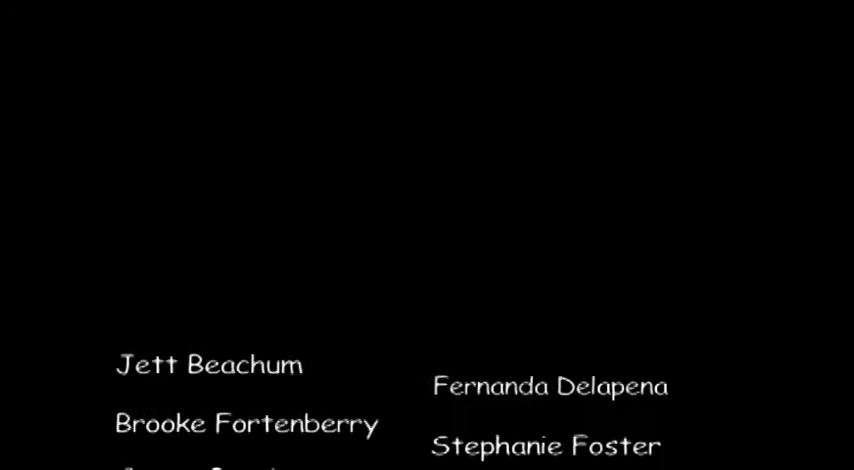 Jett Beachum
Fernanda Delapena
Brooke Fortenberry
Stephanie Foster